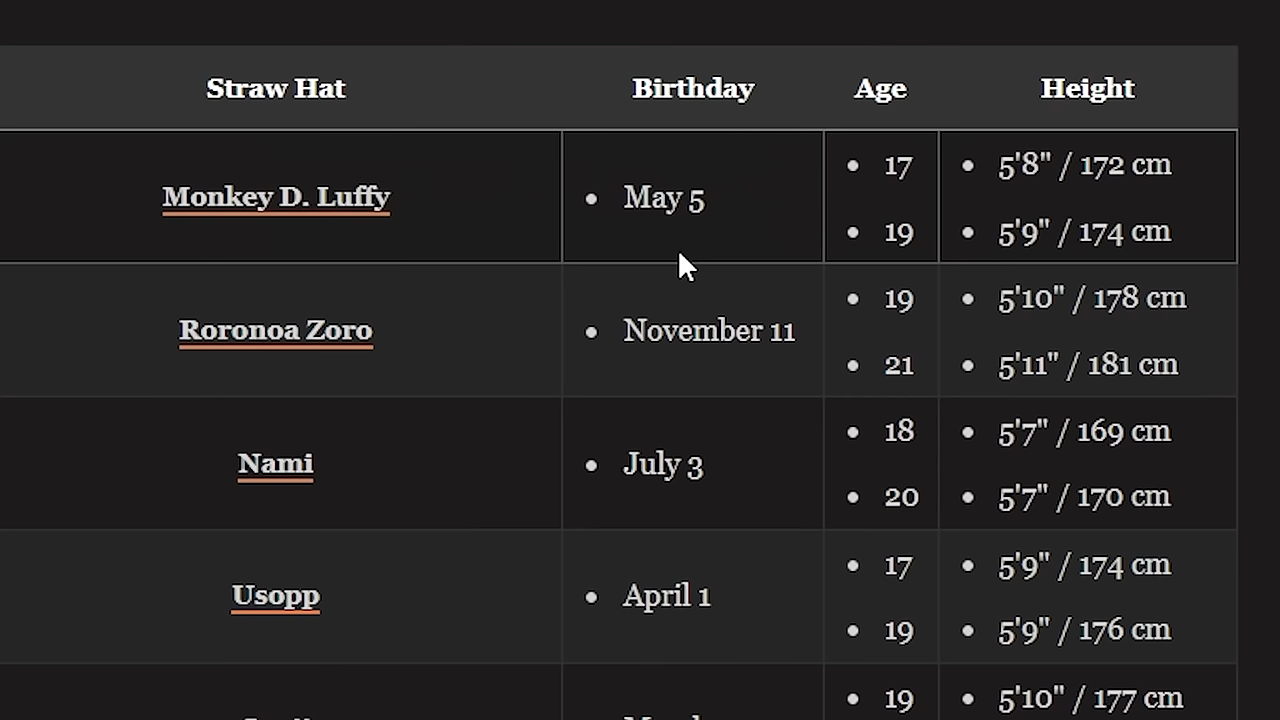 Straw Hat Birthday Age Height
Monkey D. Luffy
• May 5
• 17
• 19
• 5'8" / 172 cm
• 5'9" / 174 cm
Roronoa Zoro
• November 11
• 19
• 21
• 5'10" / 178 cm
• 5'11" / 181 cm
Nami
• July 3
• 18
• 20
• 5'7" / 169 cm
• 5'7" / 170 cm
Usopp
• April 1
• 17
• 19
• 5'9" / 174 cm
• 5'9" / 176 cm
• 19
• 5'10" / 177 cm